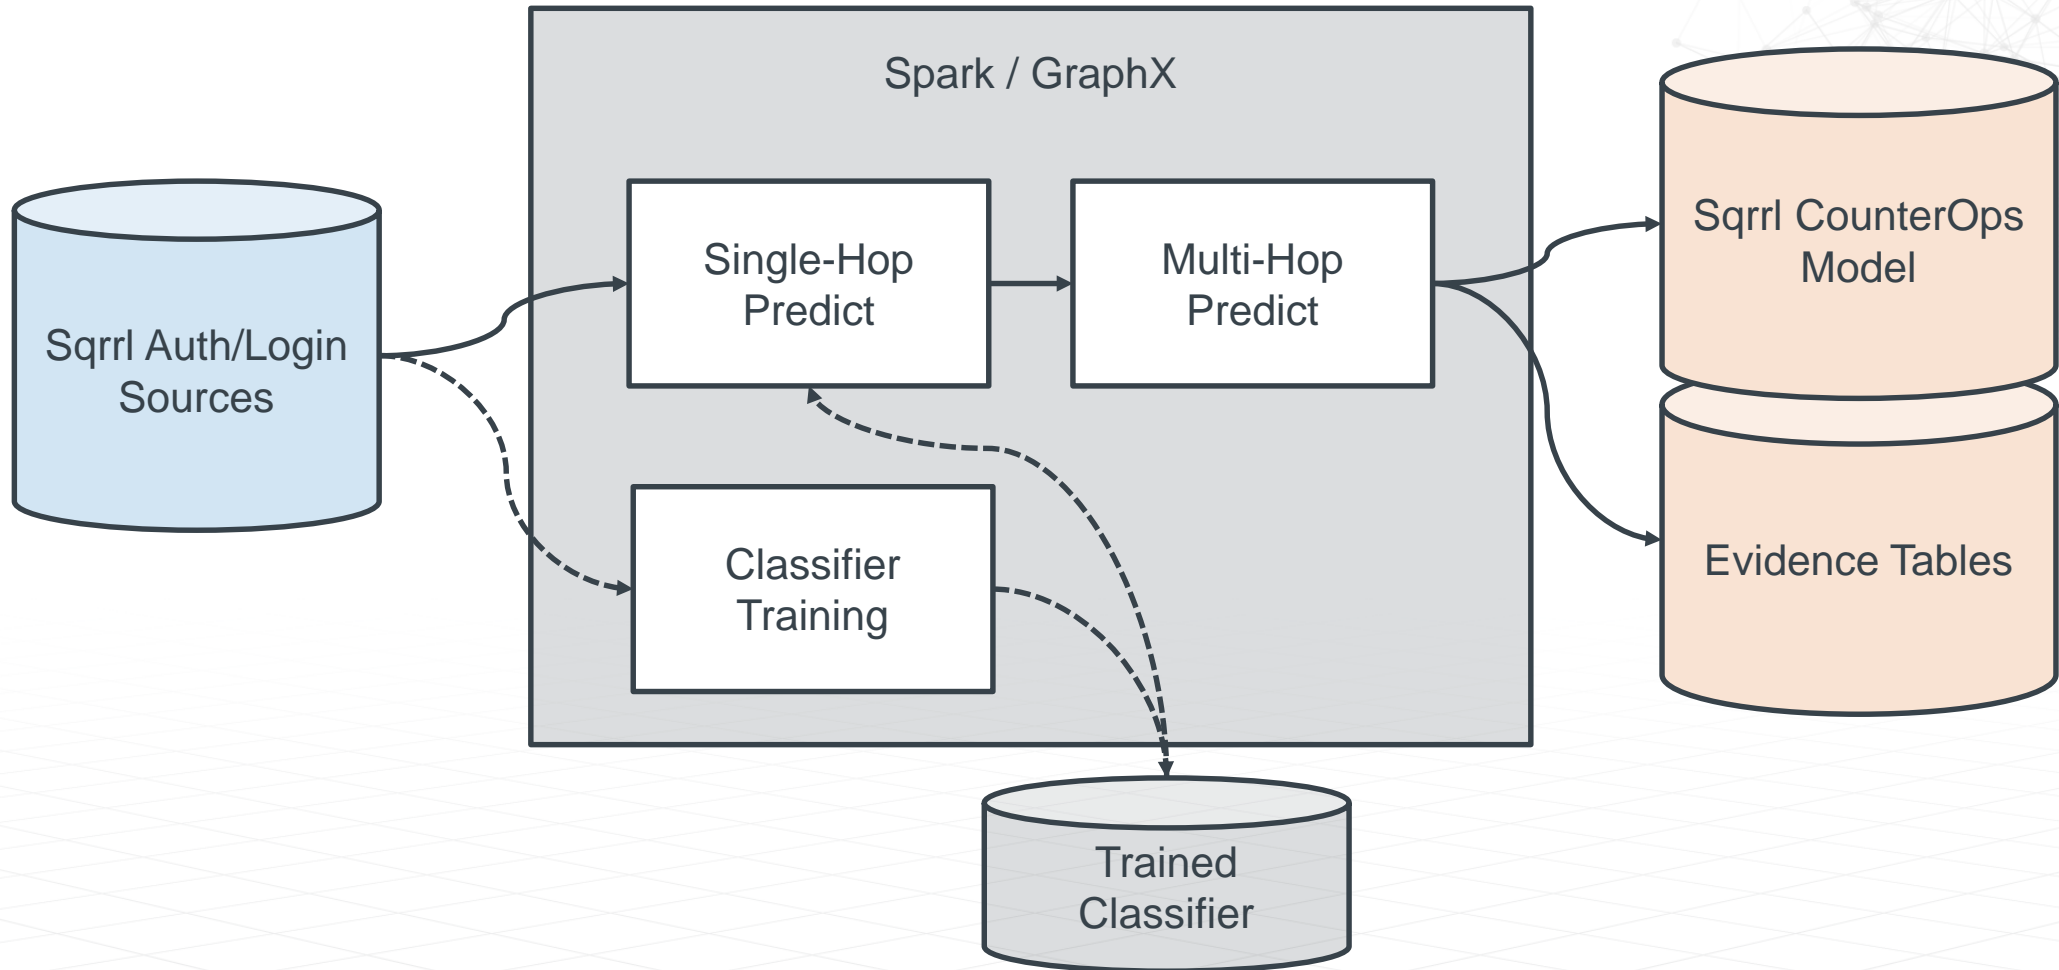 Spark / GraphX
Sqrrl Auth/Login
Sources
Single-Hop
Predict
Multi-Hop
Predict
Sqrrl CounterOps
Model
Classifier
Training
Evidence Tables
Trained
Classifier